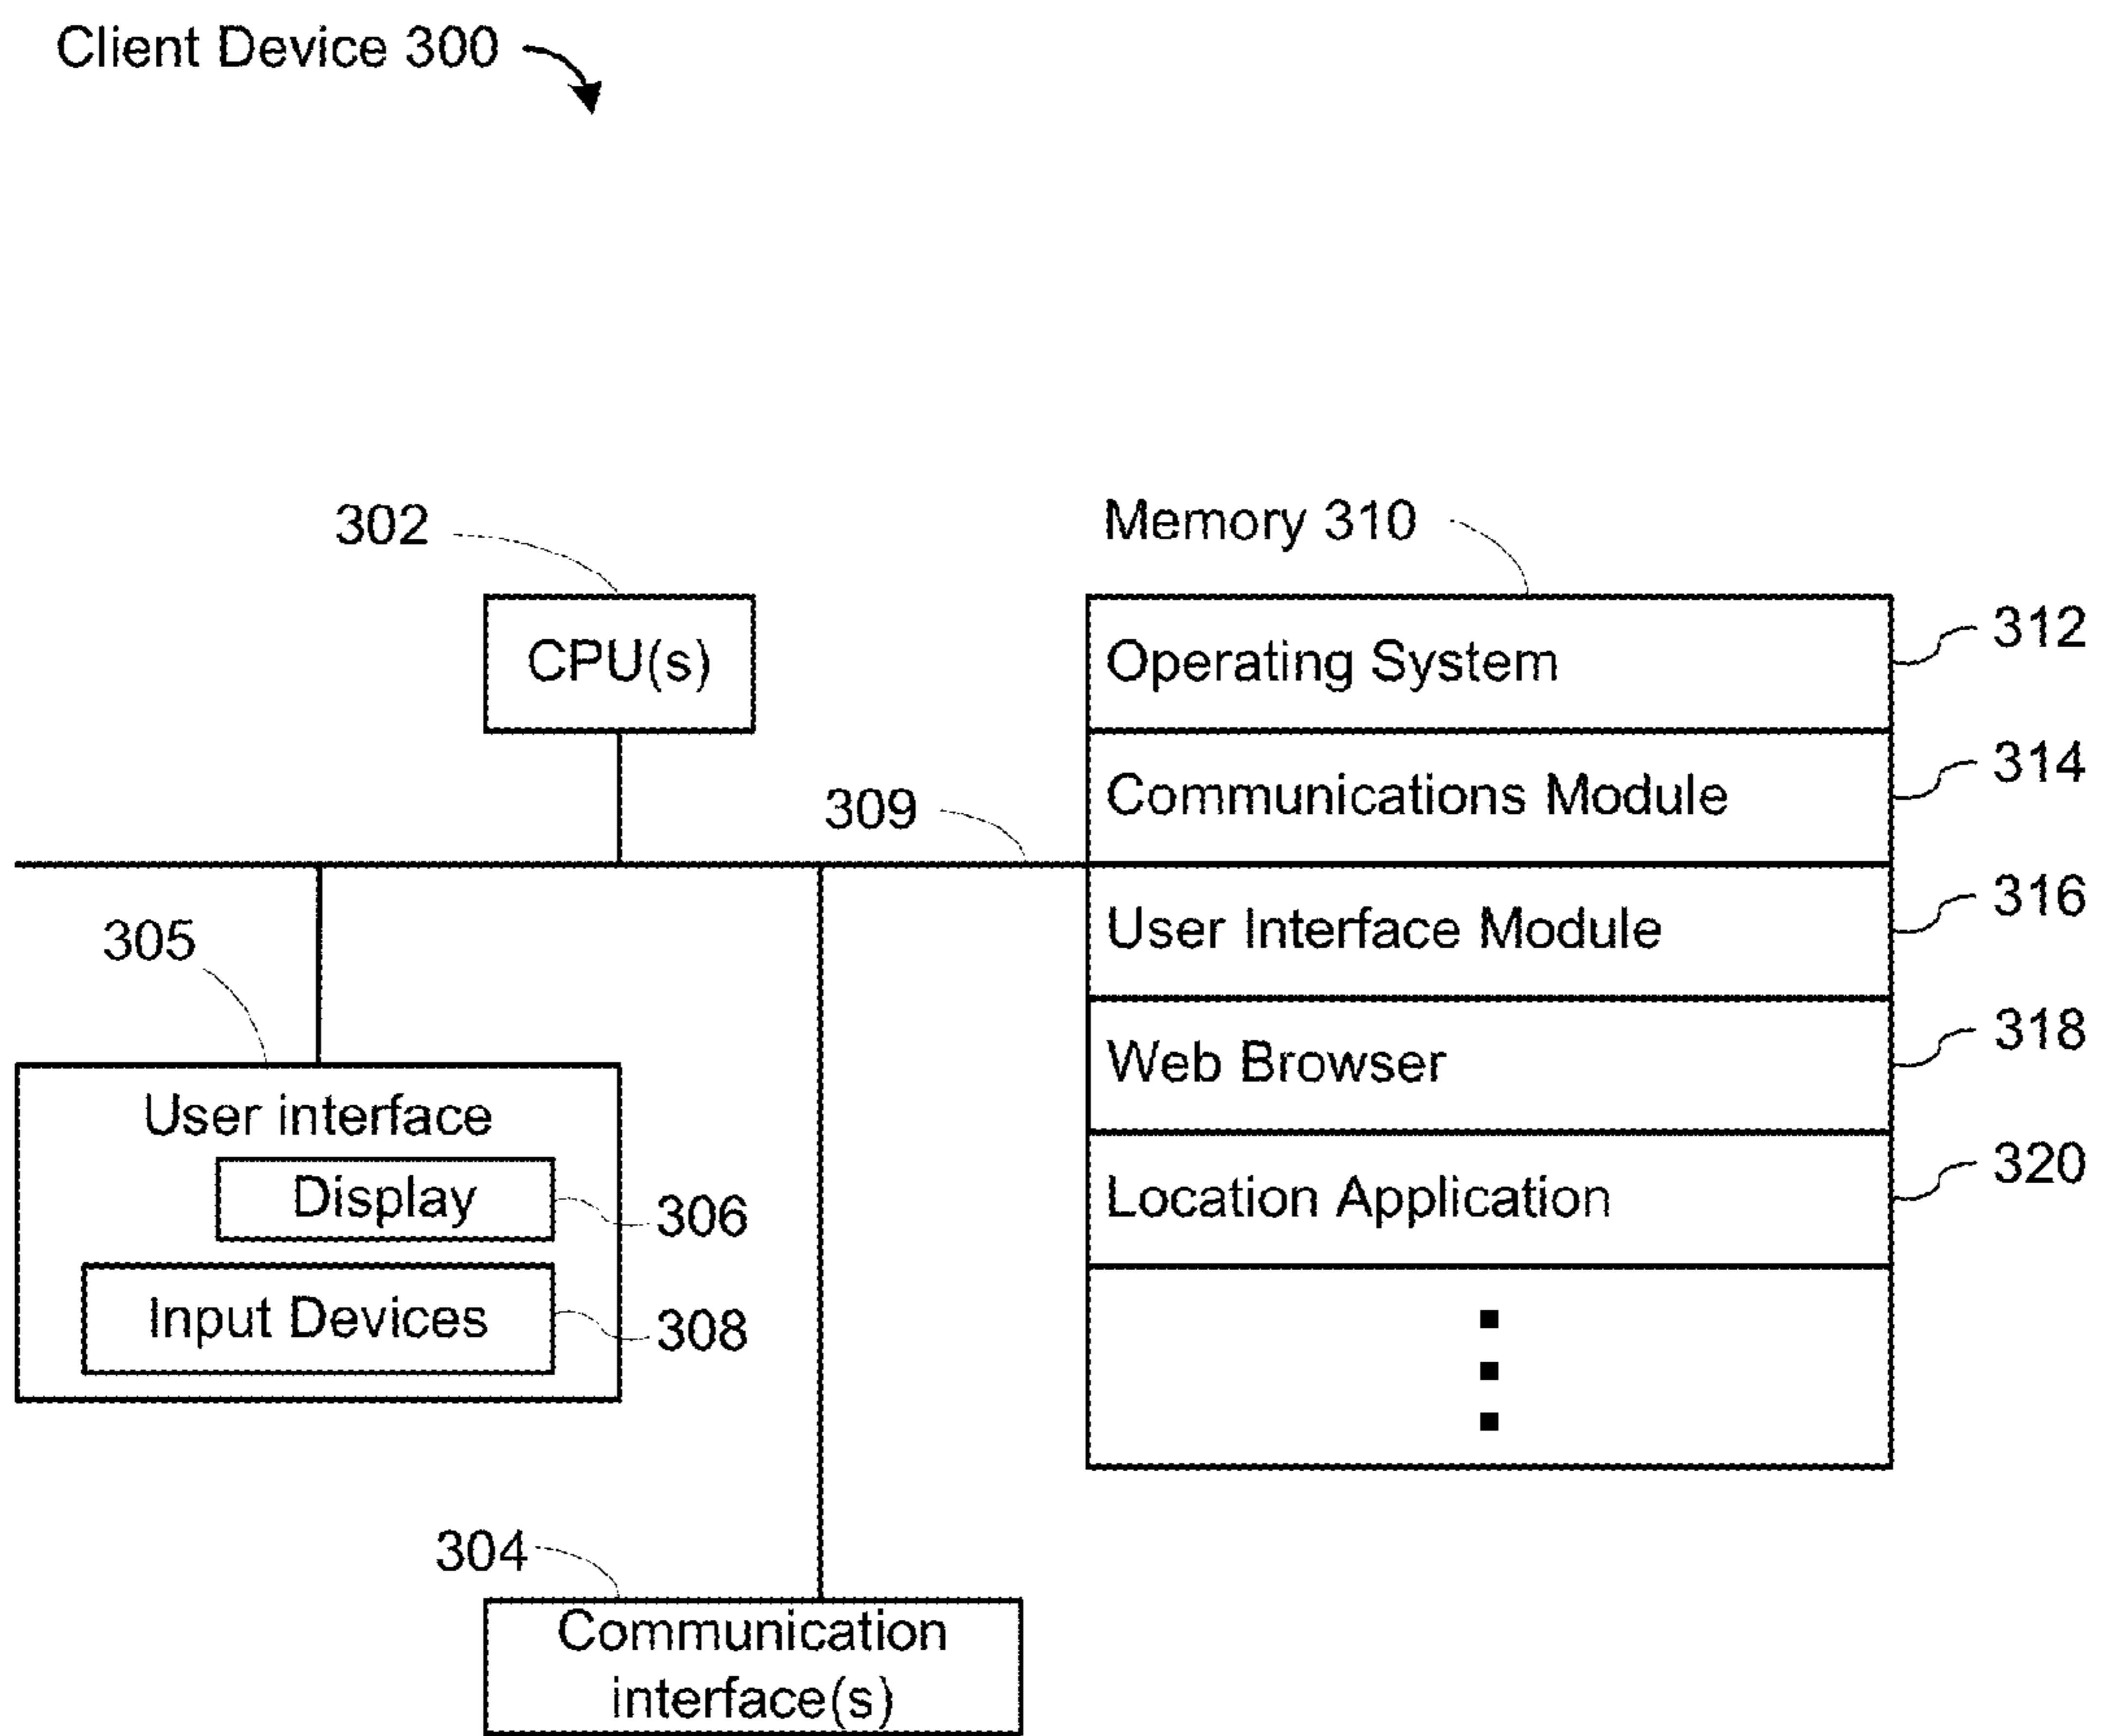 Client Device 300
302
Memory 310
CPU(s)
Operating System
312
Communications Module
314
309
User Interface Module
316
305
Web Browser
318
User interface
Display
306
Location Application
320
Input Devices
308
304
Communication
interface(s)